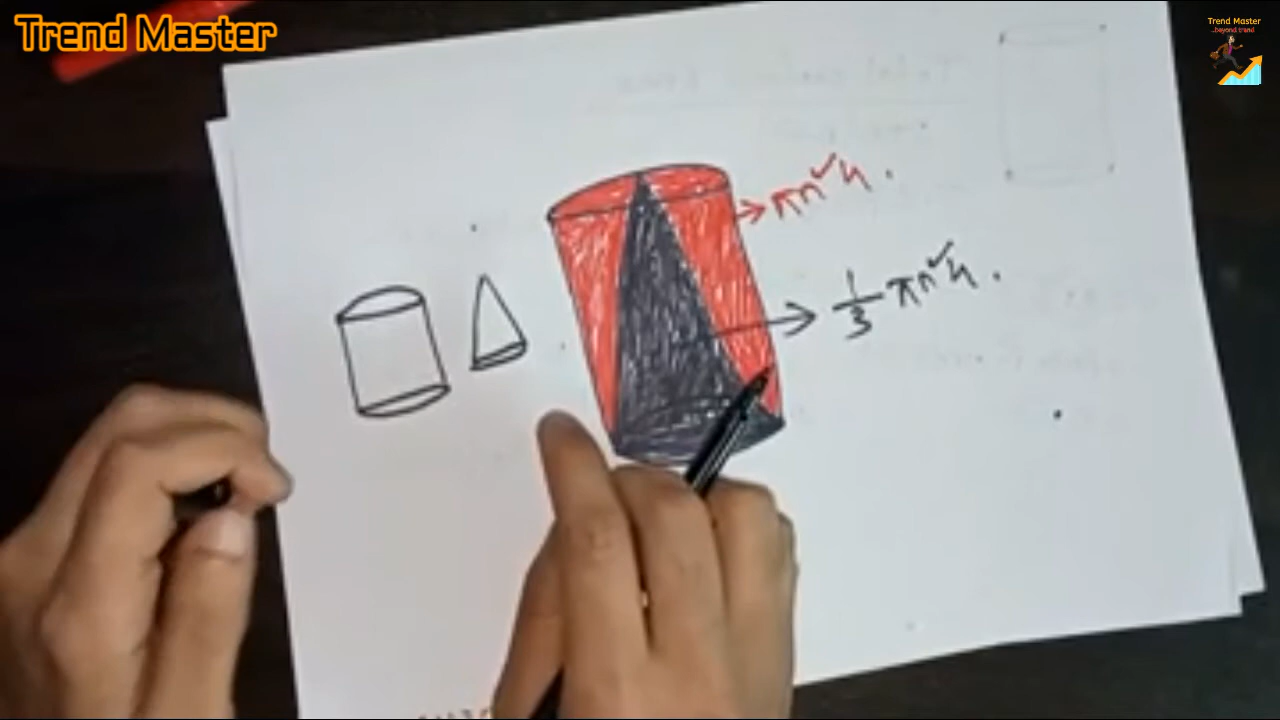 Trend Master
Trend Master
..beyond trend
πr²h.
1/3 πr²h.